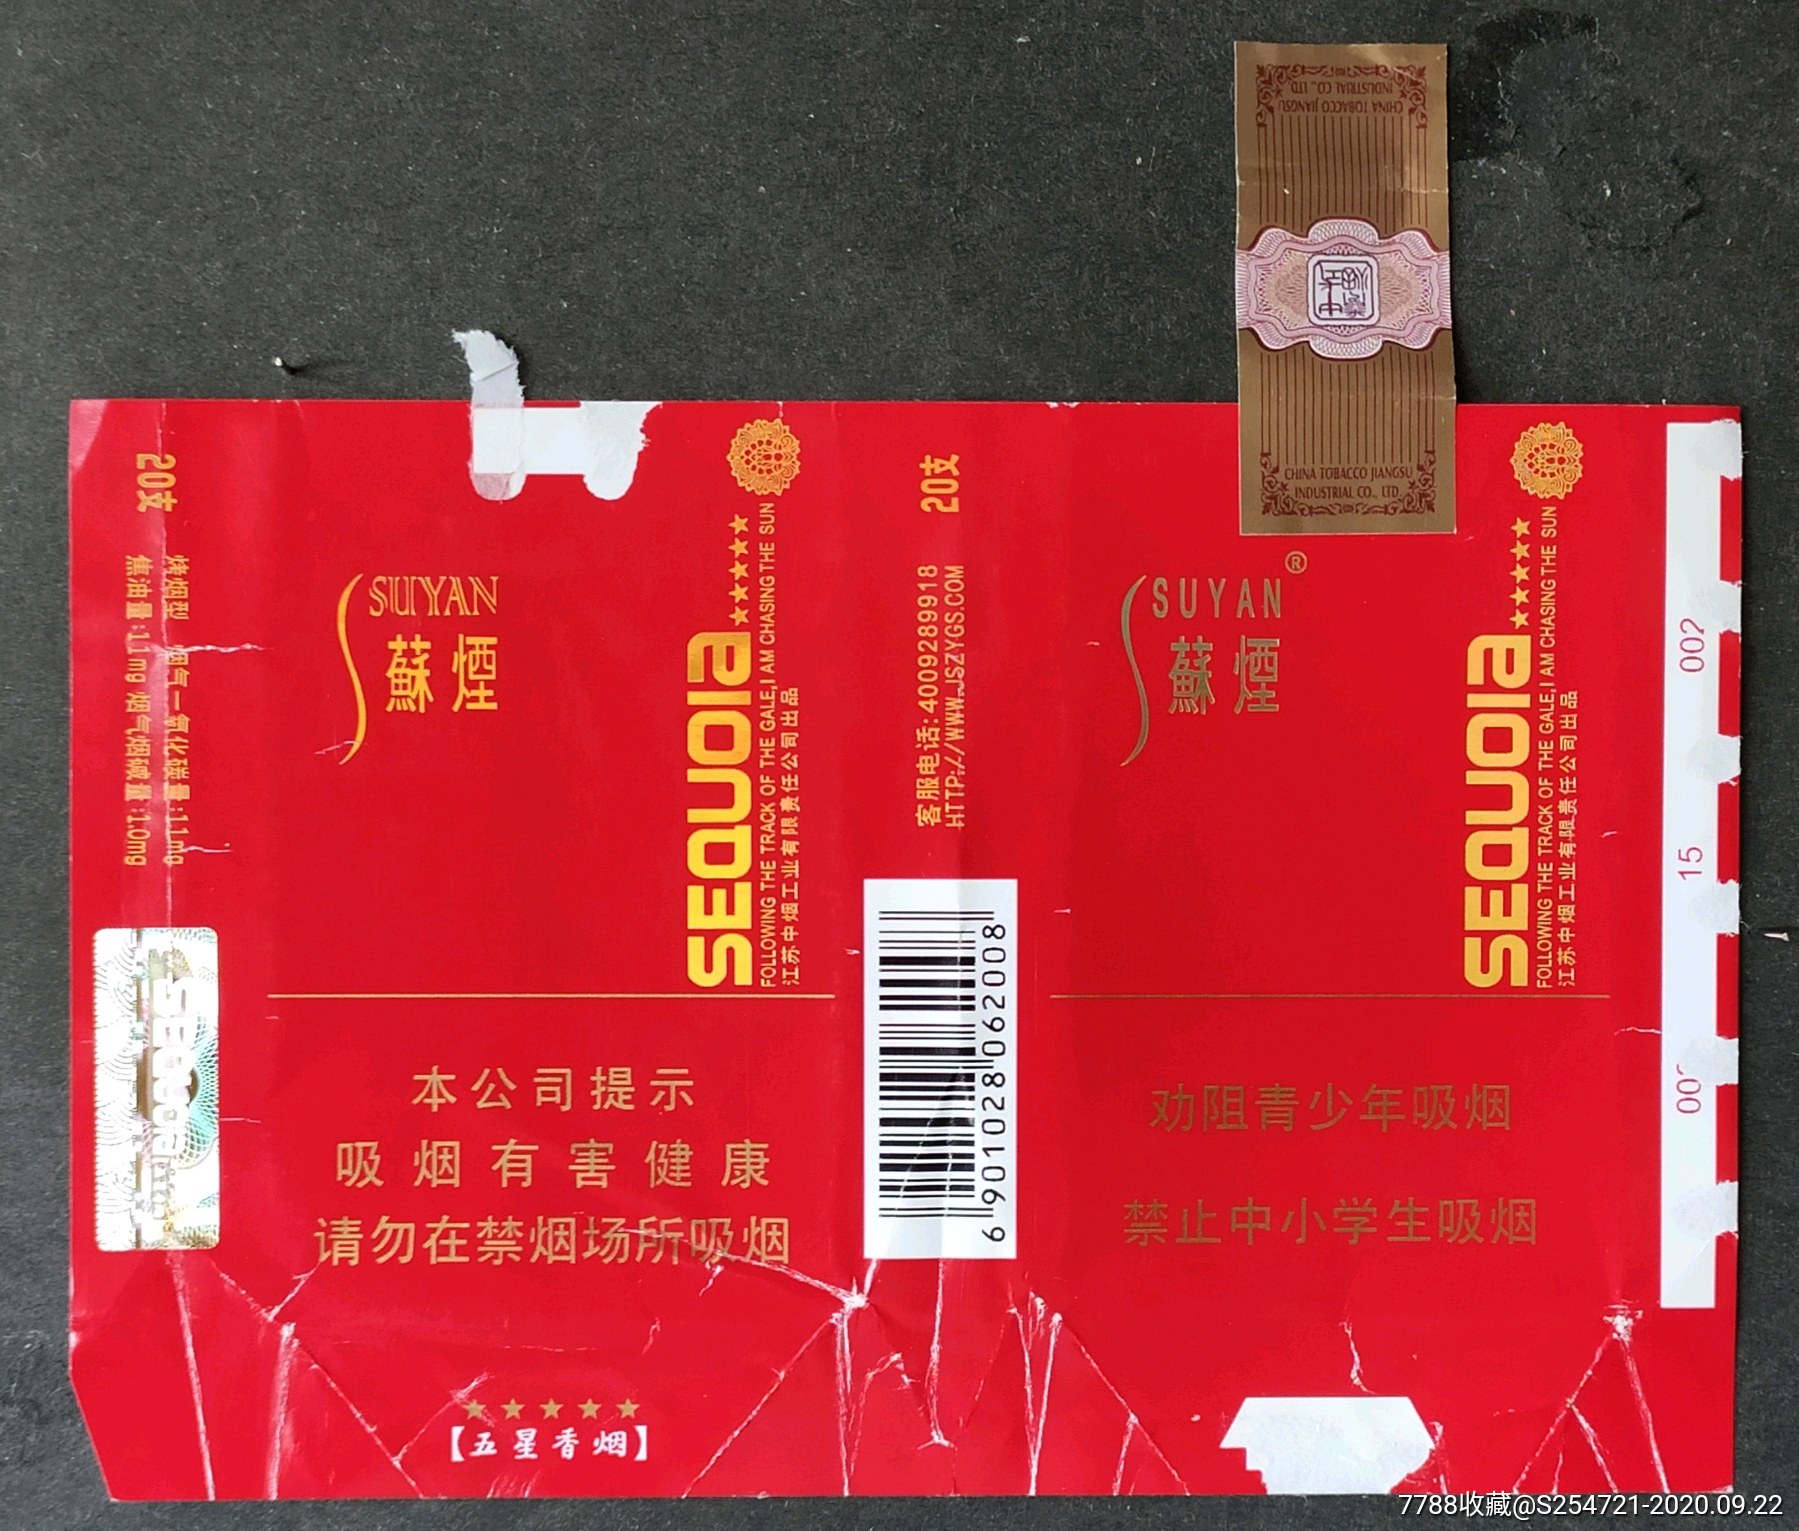 CHINA TOBACCO JIANGSU
INDUSTRIAL CO., LTD.
CHINA TOBACCO JIANGSU
INDUSTRIAL CO., LTD.
20支
烤烟型 烟气一氧化碳量:11mg
焦油量:11mg 烟气烟碱量:1.0mg
SUYAN
蘇煙
SEQUOIA
FOLLOWING THE TRACK OF THE GALE,I AM CHASING THE SUN
江苏中烟工业有限责任公司出品
20支
客服电话:4009289918
HTTP://WWW.JSZYGS.COM
SUYAN®
蘇煙
SEQUOIA
FOLLOWING THE TRACK OF THE GALE,I AM CHASING THE SUN
江苏中烟工业有限责任公司出品
002
15
SEQUOIA
本公司提示
吸烟有害健康
请勿在禁烟场所吸烟
6901028062008
劝阻青少年吸烟
禁止中小学生吸烟
【五星香烟】
7788收藏@S254721-2020.09.22